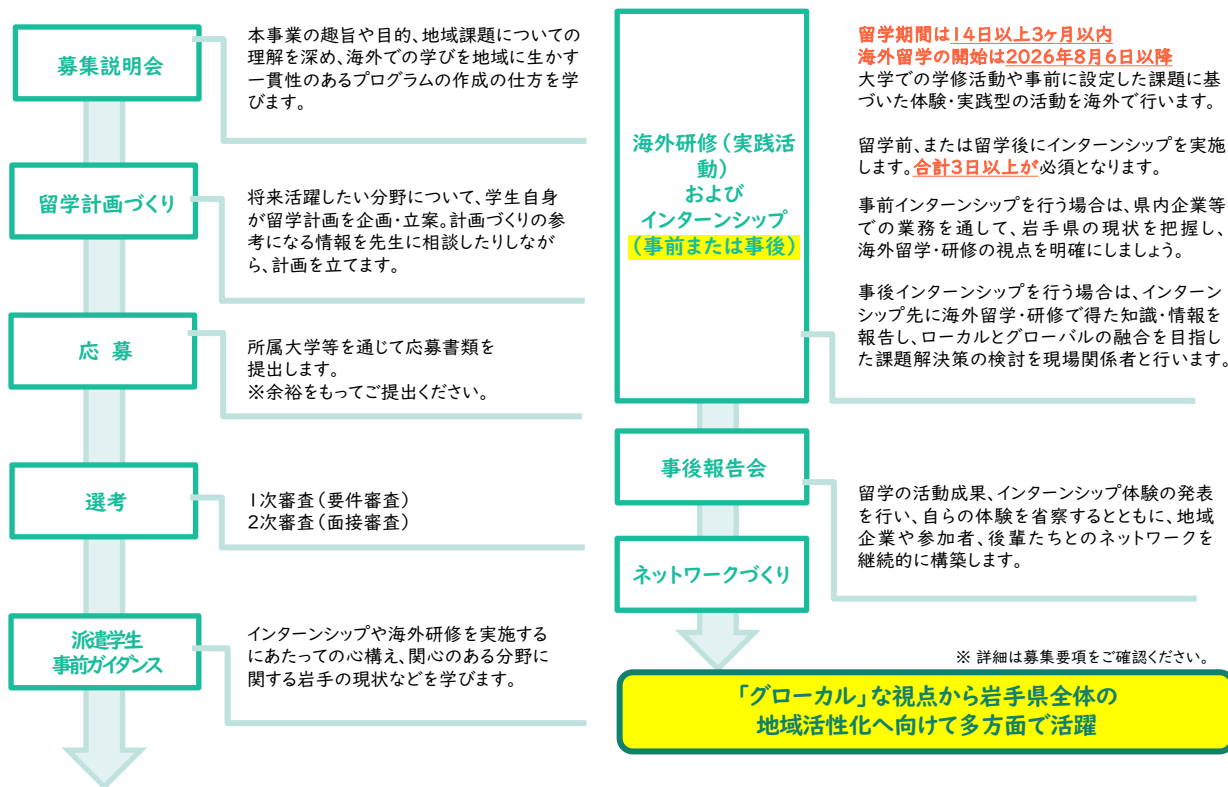 募集説明会
本事業の趣旨や目的、地域課題についての
理解を深め、海外での学びを地域に生かす
一貫性のあるプログラムの作成の仕方を学
びます。
留学計画づくり
将来活躍したい分野について、学生自身
が留学計画を企画・立案。計画づくりの参
考になる情報を先生に相談したりしなが
ら、計画を立てます。
応 募
所属大学等を通じて応募書類を
提出します。
※余裕をもってご提出ください。
選考
1次審査（要件審査）
2次審査（面接審査）
派遣学生
事前ガイダンス
インターンシップや海外研修を実施する
にあたっての心構え、関心のある分野に
関する岩手の現状などを学びます。
海外研修（実践活
動）
および
インターンシップ
（事前または事後）
留学期間は14日以上3ヶ月以内
海外留学の開始は2026年8月6日以降
大学での学修活動や事前に設定した課題に基
づいた体験・実践型の活動を海外で行います。
留学前、または留学後にインターンシップを実施
します。合計3日以上が必須となります。
事前インターンシップを行う場合は、県内企業等
での業務を通して、岩手県の現状を把握し、
海外留学・研修の視点を明確にしましょう。
事後インターンシップを行う場合は、インターン
シップ先に海外留学・研修で得た知識・情報を
報告し、ローカルとグローバルの融合を目指し
た課題解決策の検討を現場関係者と行います。
事後報告会
留学の活動成果、インターンシップ体験の発表
を行い、自らの体験を省察するとともに、地域
企業や参加者、後輩たちとのネットワークを
継続的に構築します。
ネットワークづくり
※ 詳細は募集要項をご確認ください。
「グローカル」な視点から岩手県全体の
地域活性化へ向けて多方面で活躍